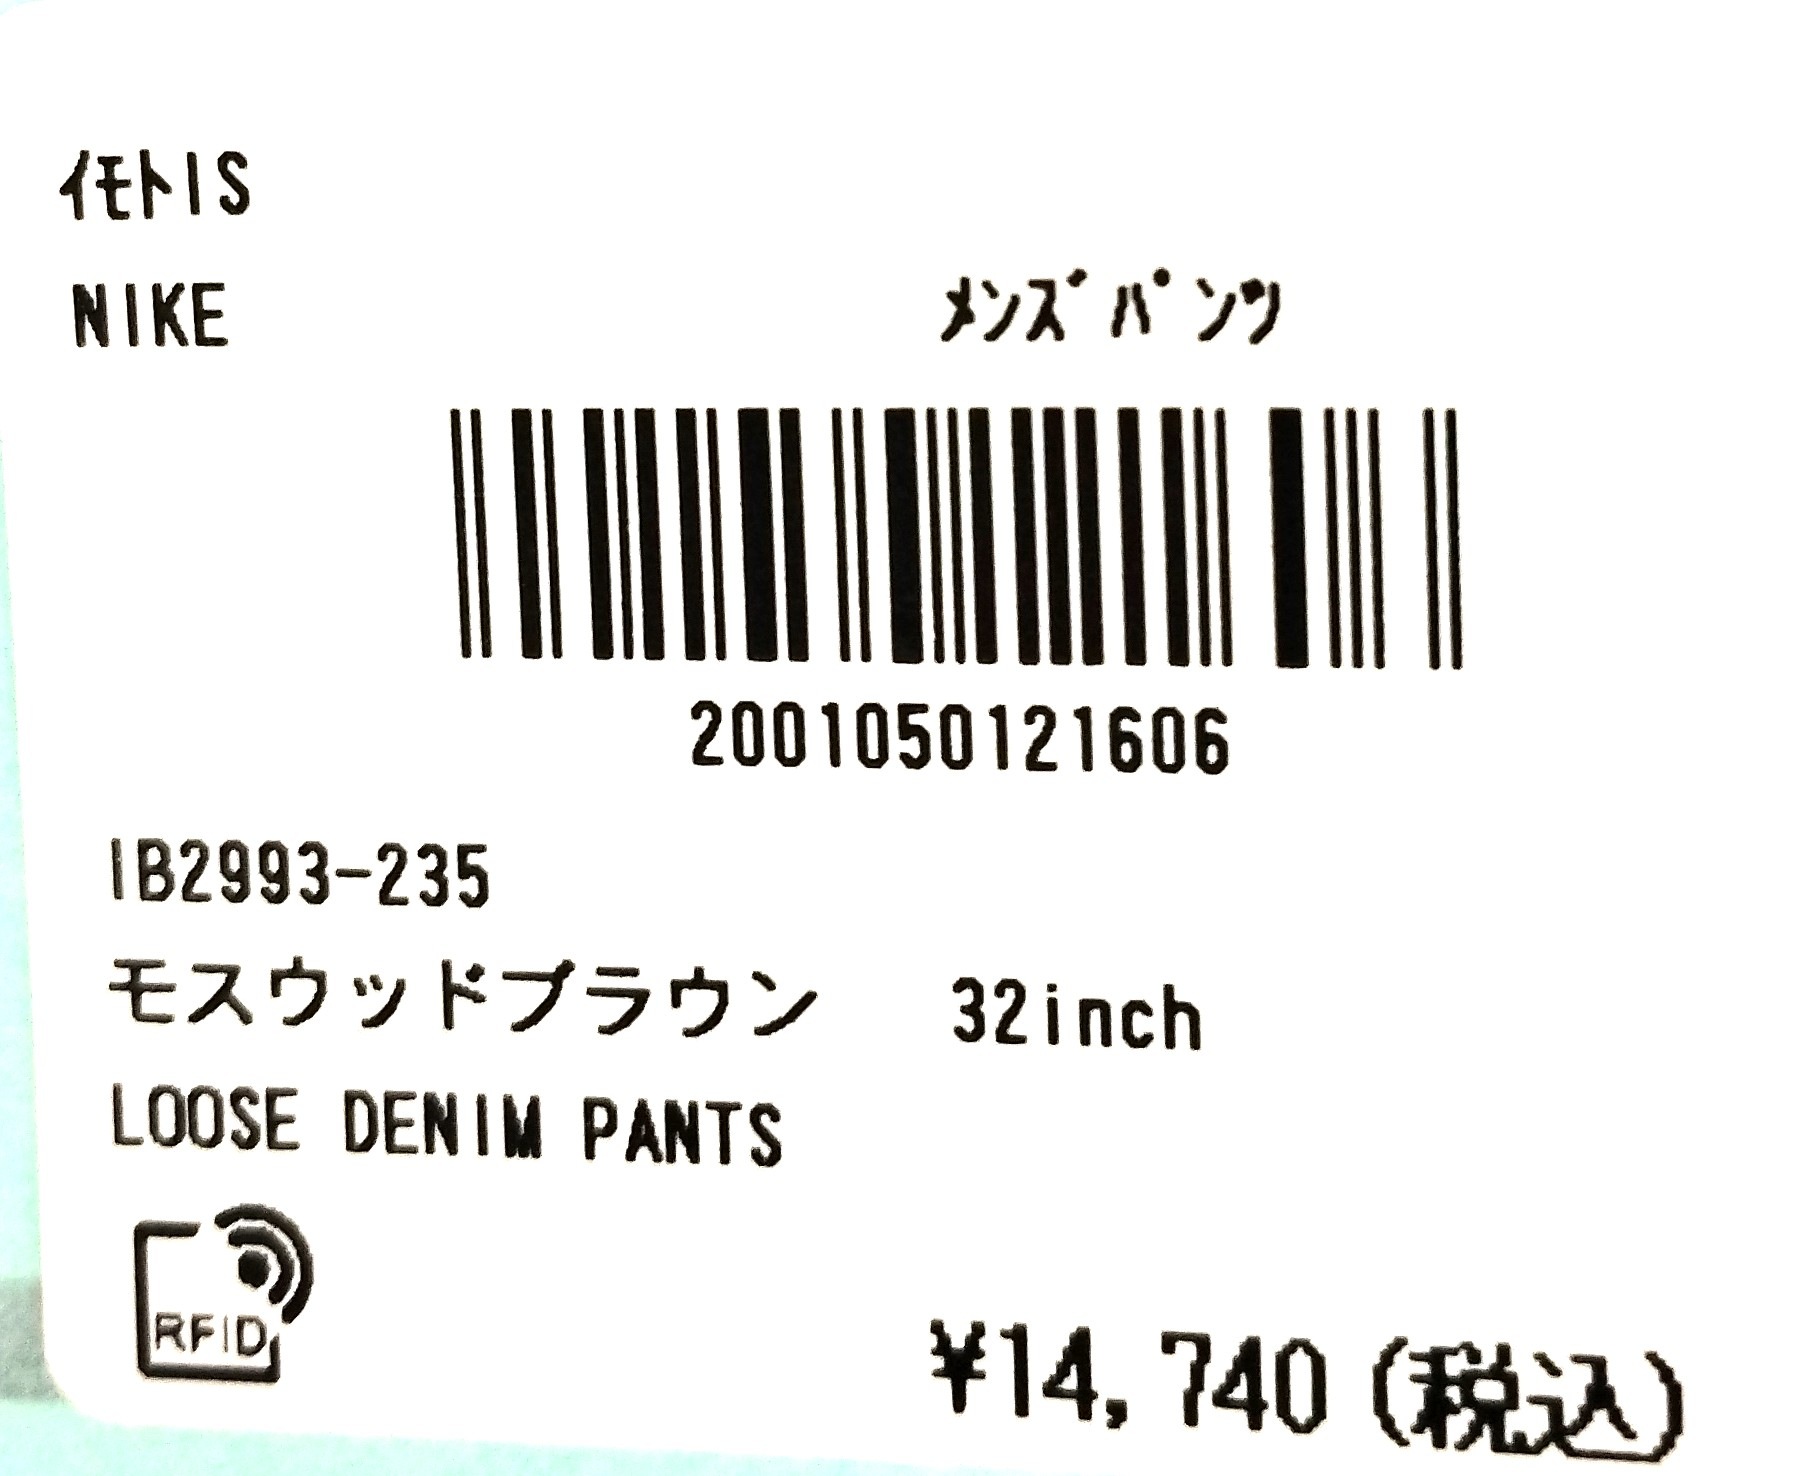 ｲﾓﾄIS
NIKE ﾒﾝｽﾞﾊﾟﾝﾂ
2001050121606
IB2993-235
モスウッドブラウン 32inch
LOOSE DENIM PANTS
RFID
¥14,740(税込)